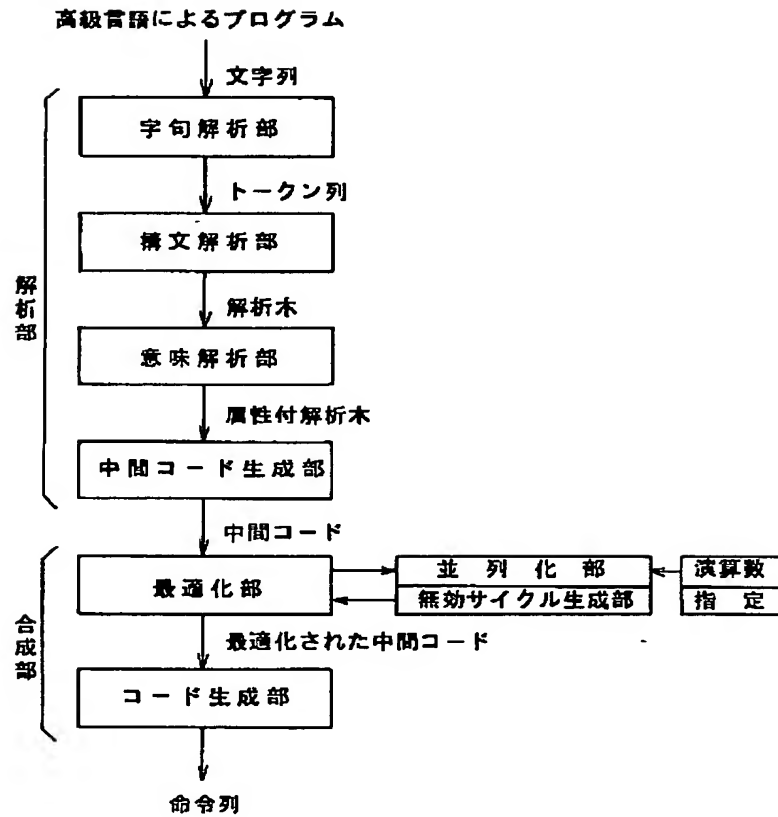 高級言語によるプログラム
文字列
字句解析部
トークン列
構文解析部
解析木
意味解析部
属性付解析木
中間コード生成部
解析部
中間コード
最適化部
並列化部
演算数
無効サイクル生成部
指定
最適化された中間コード
コード生成部
合成部
命令列